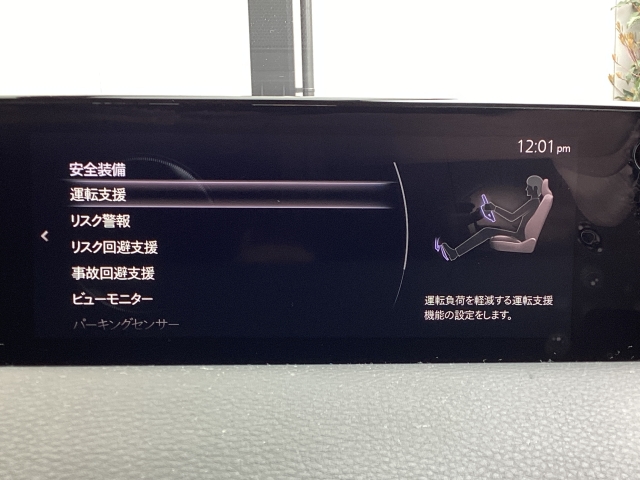 12:01pm
安全装備
運転支援
リスク警報
リスク回避支援
事故回避支援
ビューモニター
パーキングセンサー
運転負荷を軽減する運転支援
機能の設定をします。